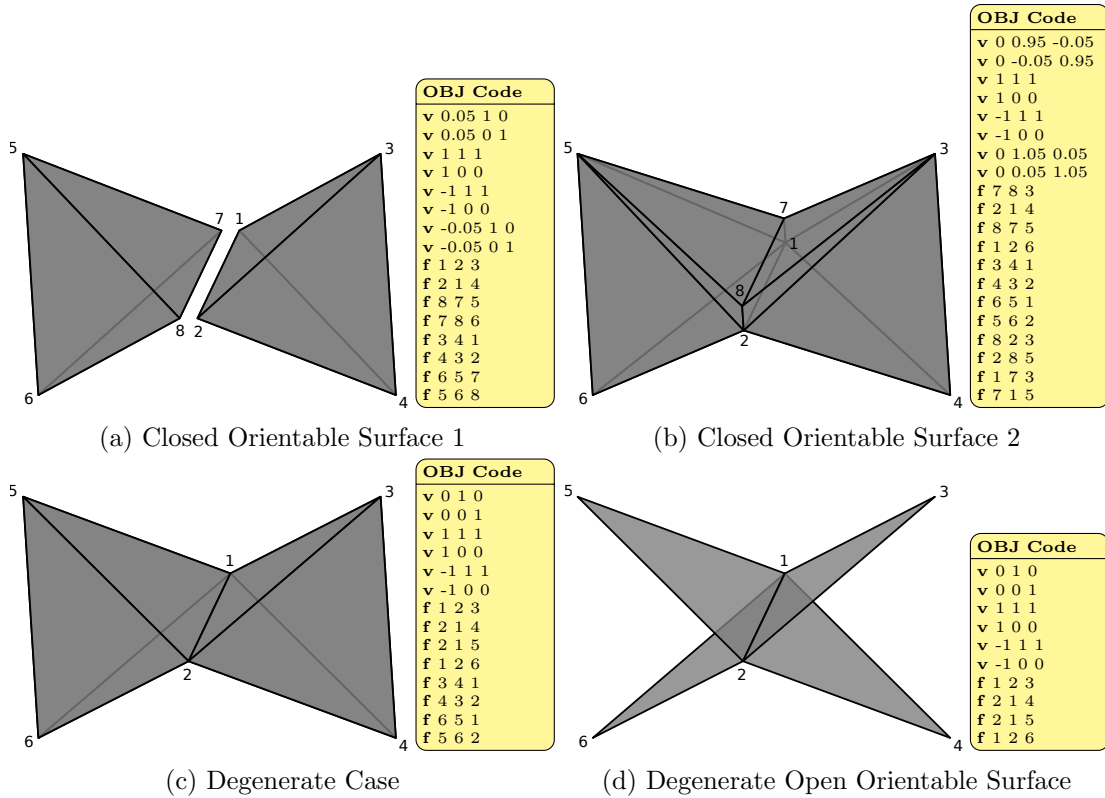 OBJ Code
v 0.05 1 0
v 0.05 0 1
v 1 1 1
v 1 0 0
v -1 1 1
v -1 0 0
v -0.05 1 0
v -0.05 0 1
f 1 2 3
f 2 1 4
f 8 7 5
f 7 8 6
f 3 4 1
f 4 3 2
f 6 5 7
f 5 6 8
5
3
7 1
8 2
6
4
(a) Closed Orientable Surface 1
OBJ Code
v 0 0.95 -0.05
v 0 -0.05 0.95
v 1 1 1
v 1 0 0
v -1 1 1
v -1 0 0
v 0 1.05 0.05
v 0 0.05 1.05
f 7 8 3
f 2 1 4
f 8 7 5
f 1 2 6
f 3 4 1
f 4 3 2
f 6 5 1
f 5 6 2
f 8 2 3
f 2 8 5
f 1 7 3
f 7 1 5
5
3
7
1
8
2
6
4
(b) Closed Orientable Surface 2
OBJ Code
v 0 1 0
v 0 0 1
v 1 1 1
v 1 0 0
v -1 1 1
v -1 0 0
f 1 2 3
f 2 1 4
f 2 1 5
f 1 2 6
f 3 4 1
f 4 3 2
f 6 5 1
f 5 6 2
5
3
1
2
6
4
(c) Degenerate Case
OBJ Code
v 0 1 0
v 0 0 1
v 1 1 1
v 1 0 0
v -1 1 1
v -1 0 0
f 1 2 3
f 2 1 4
f 2 1 5
f 1 2 6
5
3
1
2
6
4
(d) Degenerate Open Orientable Surface